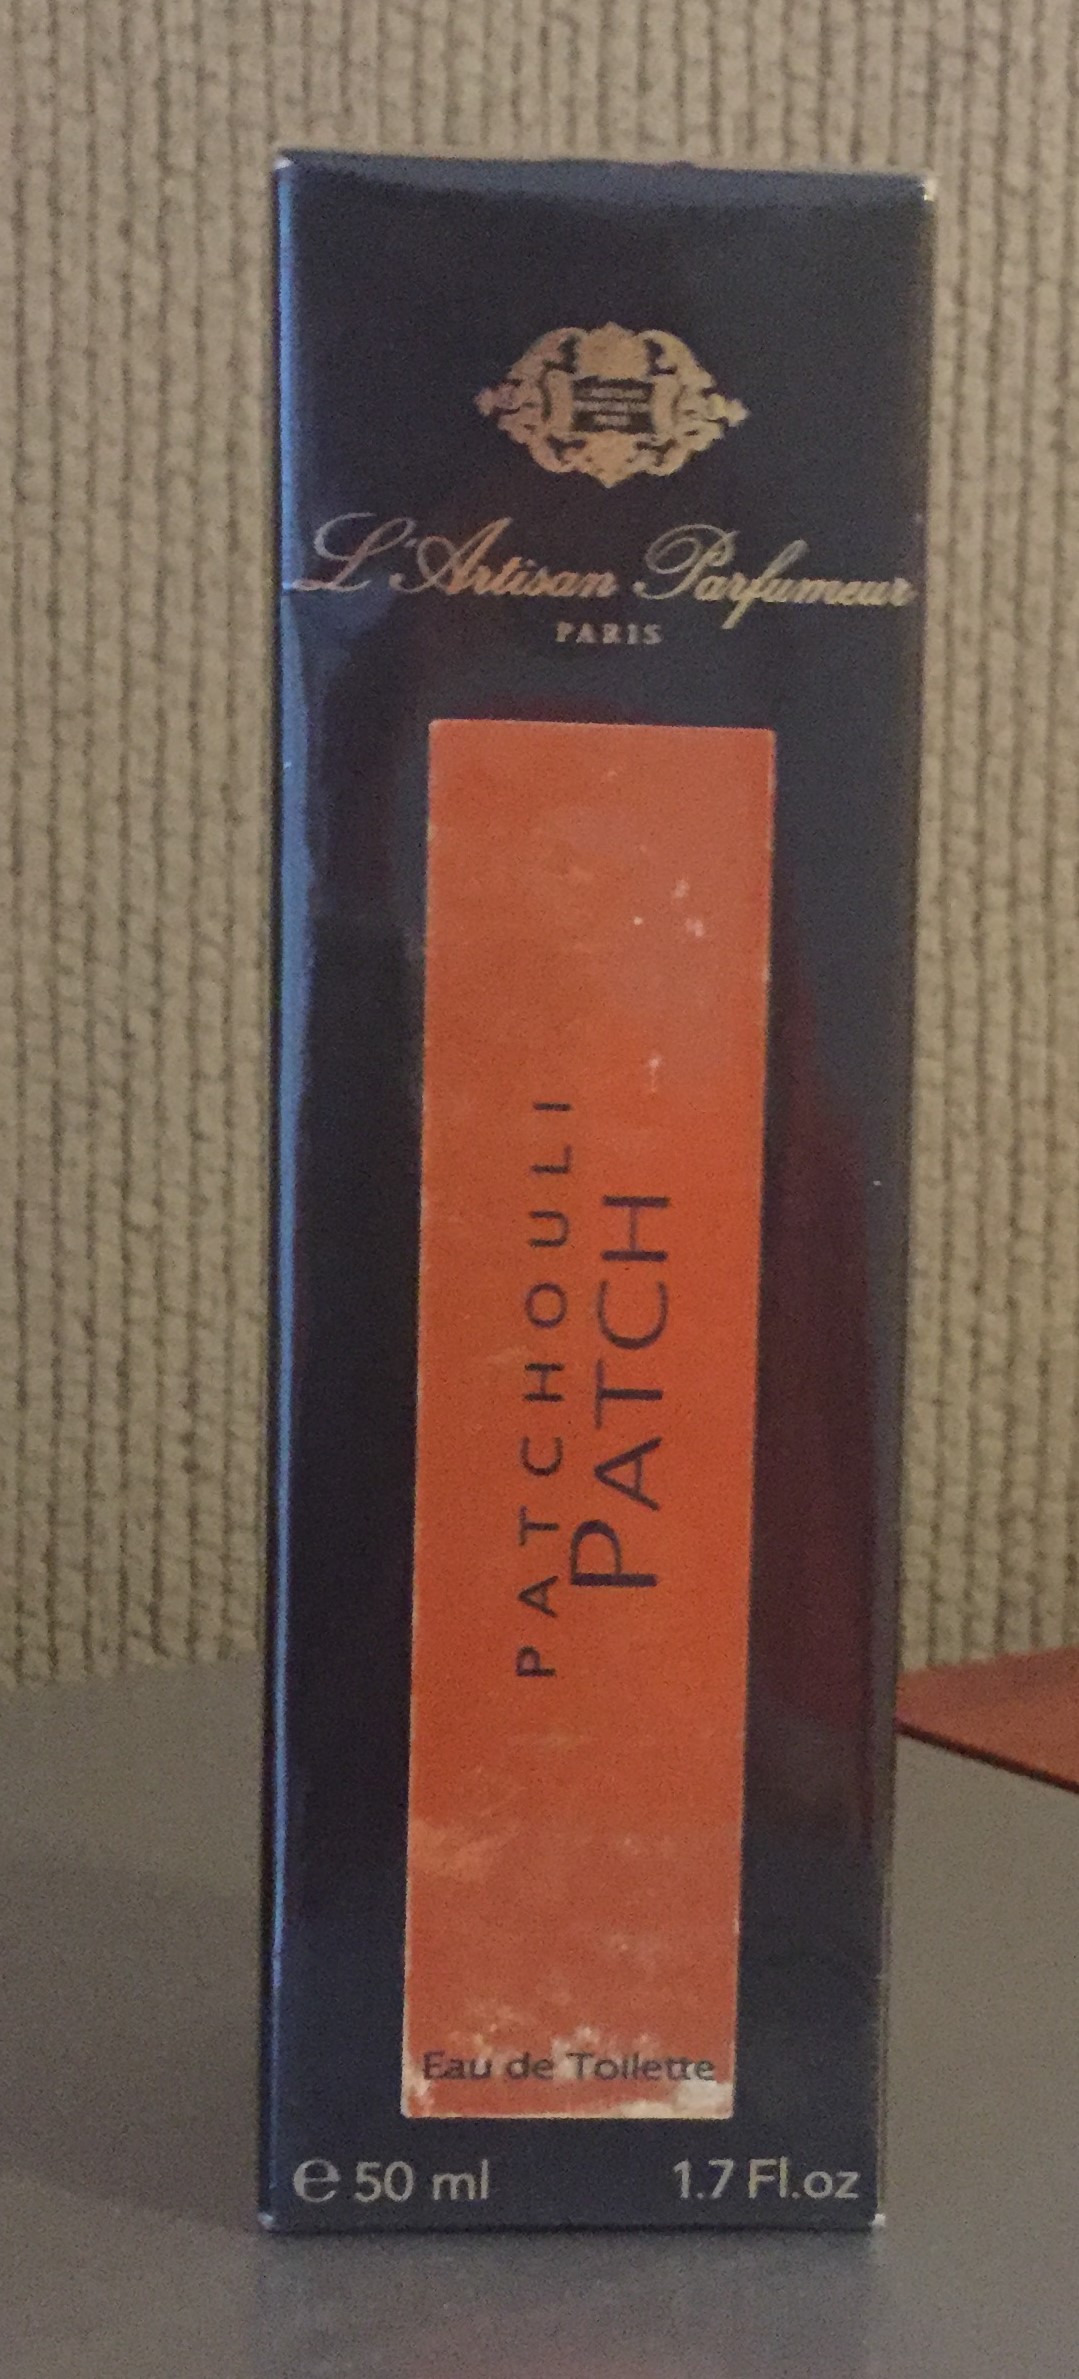 L'Artisan Parfumeur
PARIS
PATCHOULI
PATCH
Eau de Toilette
℮ 50 ml 1.7 Fl.oz